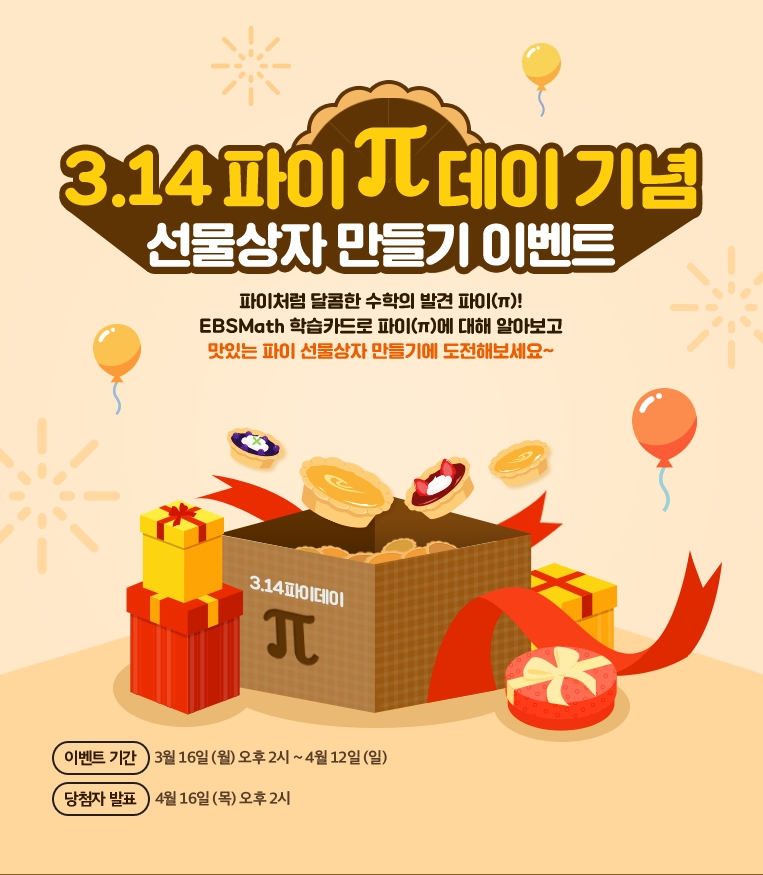 3.14 파이 π 데이 기념
선물상자 만들기 이벤트
파이처럼 달콤한 수학의 발견 파이(π)!
EBSMath 학습카드로 파이(π)에 대해 알아보고
맛있는 파이 선물상자 만들기에 도전해보세요~
3.14파이데이
π
이벤트 기간 3월 16일 (월) 오후 2시 ~ 4월 12일 (일)
당첨자 발표 4월 16일 (목) 오후 2시